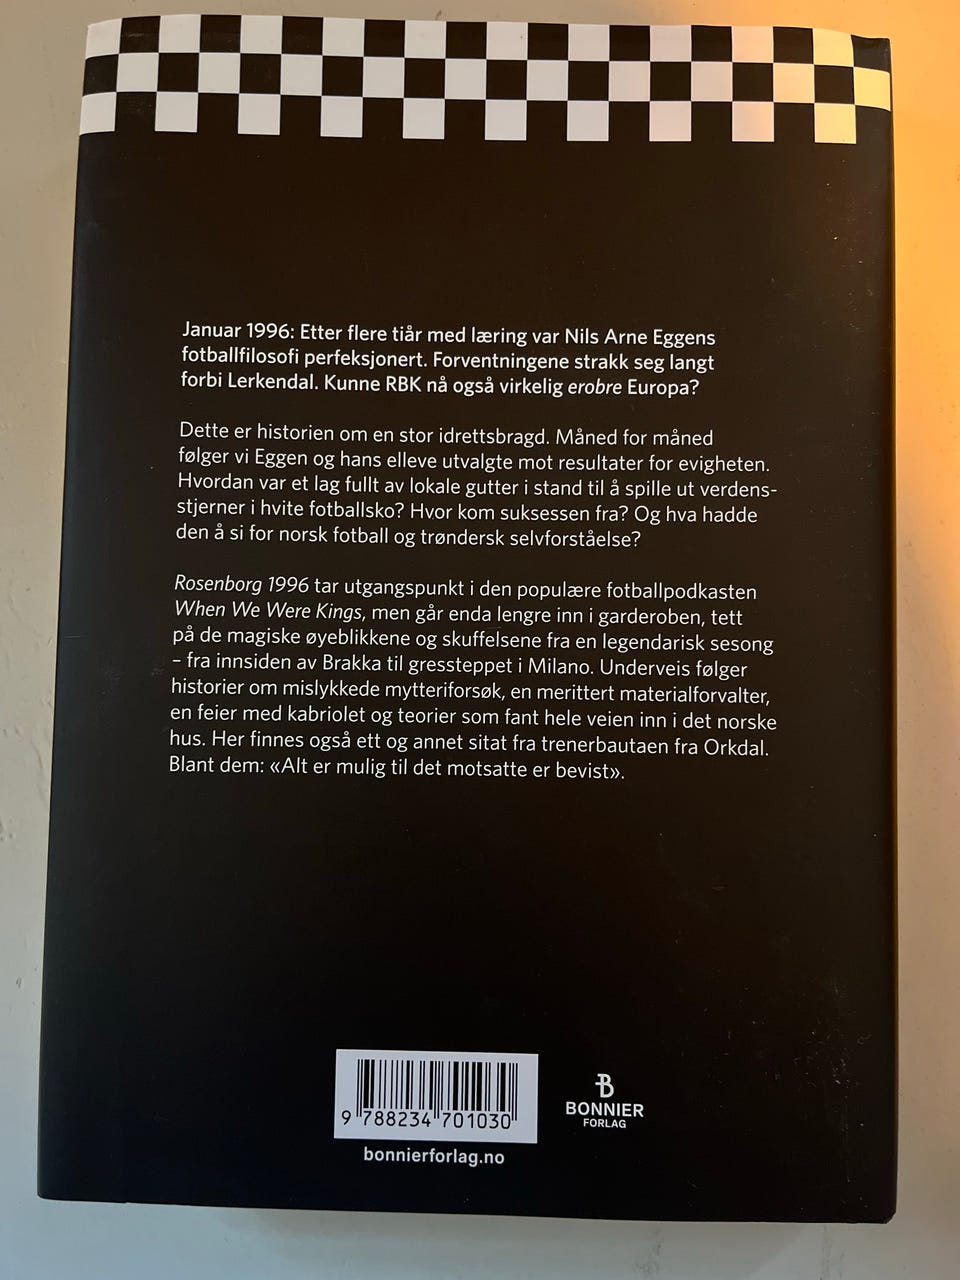 Januar 1996: Etter flere tiår med læring var Nils Arne Eggens
fotballfilosofi perfeksjonert. Forventningene strakk seg langt
forbi Lerkendal. Kunne RBK nå også virkelig erobre Europa?
Dette er historien om en stor idrettsbragd. Måned for måned
følger vi Eggen og hans elleve utvalgte mot resultater for evigheten.
Hvordan var et lag fullt av lokale gutter i stand til å spille ut verdens-
stjerner i hvite fotballsko? Hvor kom suksessen fra? Og hva hadde
den å si for norsk fotball og trøndersk selvforståelse?
Rosenborg 1996 tar utgangspunkt i den populære fotballpodkasten
When We Were Kings, men går enda lengre inn i garderoben, tett
på de magiske øyeblikkene og skuffelsene fra en legendarisk sesong
– fra innsiden av Brakka til gressteppet i Milano. Underveis følger
historier om mislykkede mytteriforsøk, en merittert materialforvalter,
en feier med kabriolet og teorier som fant hele veien inn i det norske
hus. Her finnes også ett og annet sitat fra trenerbautaen fra Orkdal.
Blant dem: «Alt er mulig til det motsatte er bevist».
9 788234 701030
bonnierforlag.no
B
BONNIER
FORLAG